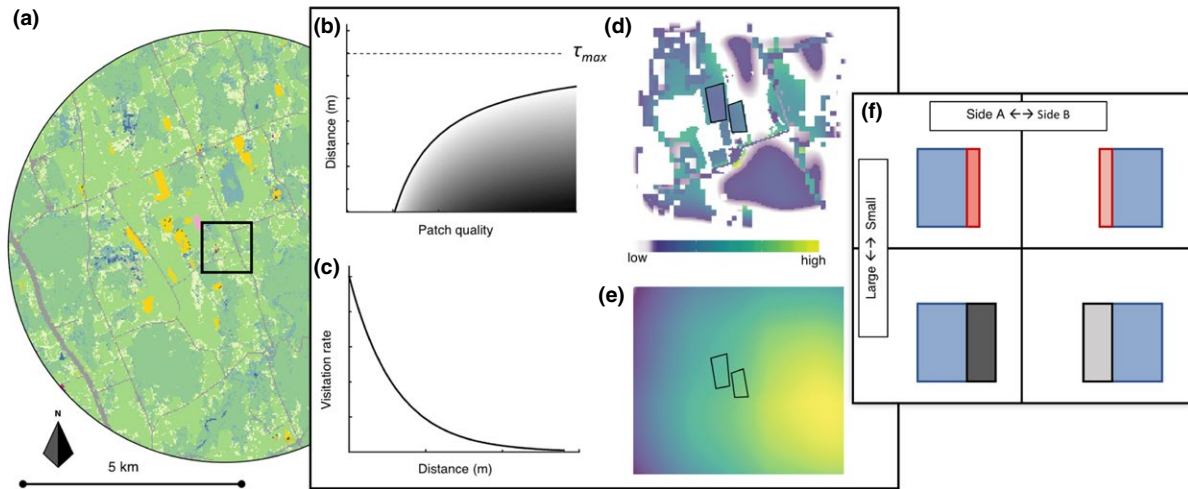 (a)
N
5 km
(b)
τmax
Distance (m)
Patch quality
(c)
Visitation rate
Distance (m)
(d)
low high
(e)
(f)
Side A ←→ Side B
Large ←→ Small